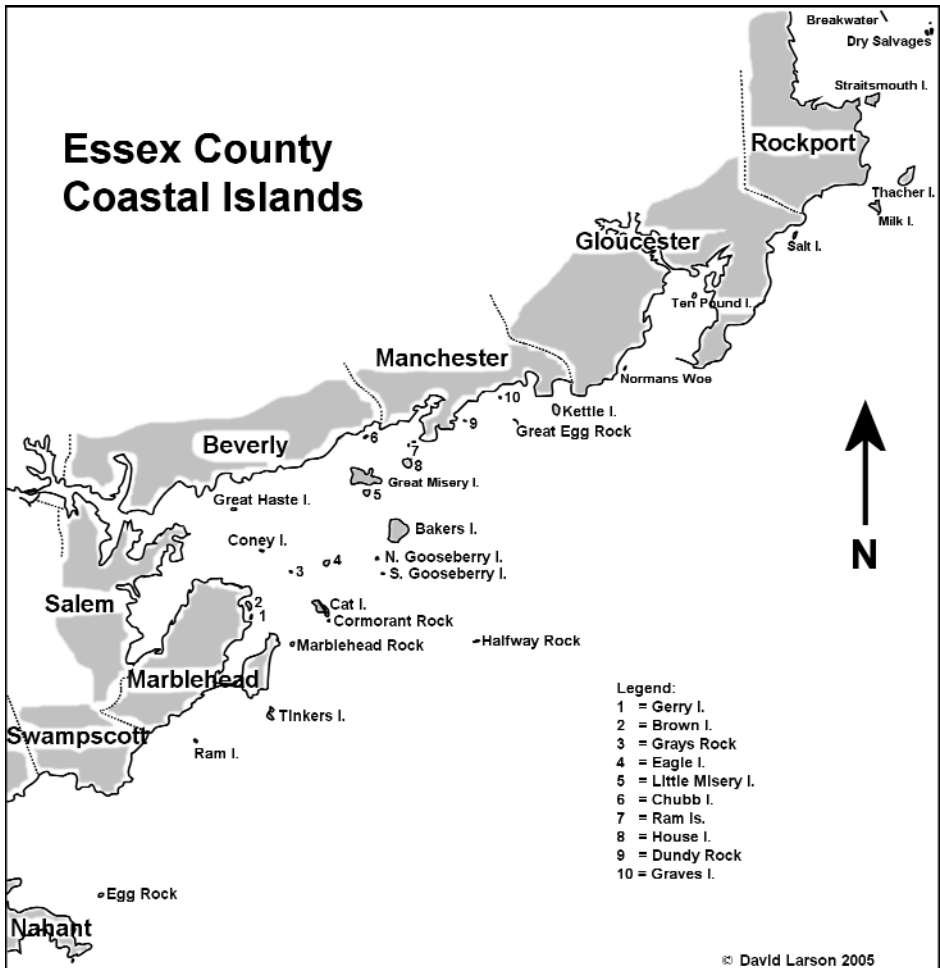 Breakwater
Dry Salvages
Straitsmouth I.
Essex County
Coastal Islands
Rockport
Thacher I.
Milk I.
Gloucester
Salt I.
Ten Pound I.
Manchester
Normans Woe
10
Kettle I.
9
Great Egg Rock
6
7
Beverly
8
Great Misery I.
5
Great Haste I.
Bakers I.
Coney I.
N. Gooseberry I.
4
3
S. Gooseberry I.
N
Salem
2
1
Cat I.
Cormorant Rock
Marblehead Rock
Halfway Rock
Marblehead
Tinkers I.
Swampscott
Ram I.
Legend:
1 = Gerry I.
2 = Brown I.
3 = Grays Rock
4 = Eagle I.
5 = Little Misery I.
6 = Chubb I.
7 = Ram Is.
8 = House I.
9 = Dundy Rock
10 = Graves I.
Egg Rock
Nahant
© David Larson 2005